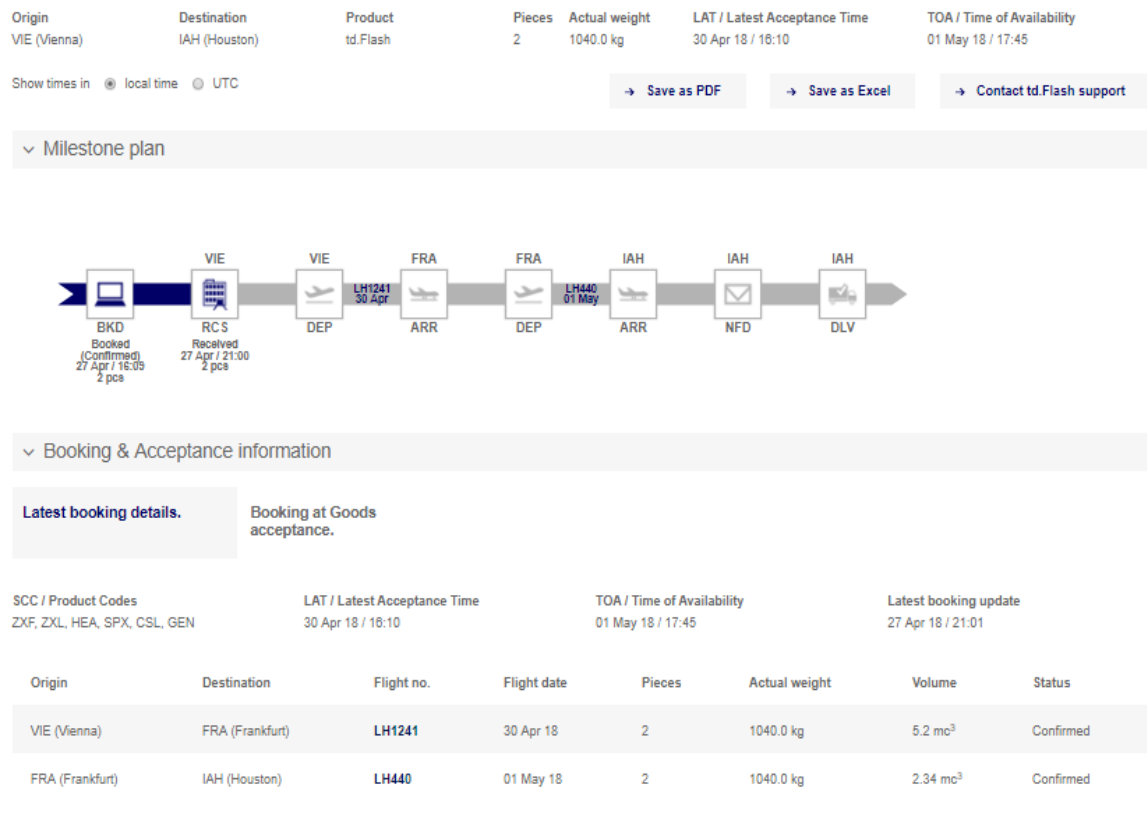 Origin Destination Product Pieces Actual weight LAT / Latest Acceptance Time TOA / Time of Availability
VIE (Vienna) IAH (Houston) td.Flash 2 1040.0 kg 30 Apr 18 / 16:10 01 May 18 / 17:45
Show times in local time UTC
→ Save as PDF → Save as Excel → Contact td.Flash support
Milestone plan
VIE VIE FRA FRA IAH IAH IAH
LH1241 LH440
30 Apr 01 May
BKD RCS DEP ARR DEP ARR NFD DLV
Booked Received
(Confirmed) 27 Apr / 21:00
27 Apr / 16:09 2 pcs
2 pcs
Booking & Acceptance information
Latest booking details. Booking at Goods
acceptance.
SCC / Product Codes LAT / Latest Acceptance Time TOA / Time of Availability Latest booking update
ZXF, ZXL, HEA, SPX, CSL, GEN 30 Apr 18 / 16:10 01 May 18 / 17:45 27 Apr 18 / 21:01
Origin Destination Flight no. Flight date Pieces Actual weight Volume Status
VIE (Vienna) FRA (Frankfurt) LH1241 30 Apr 18 2 1040.0 kg 5.2 mc³ Confirmed
FRA (Frankfurt) IAH (Houston) LH440 01 May 18 2 1040.0 kg 2.34 mc³ Confirmed